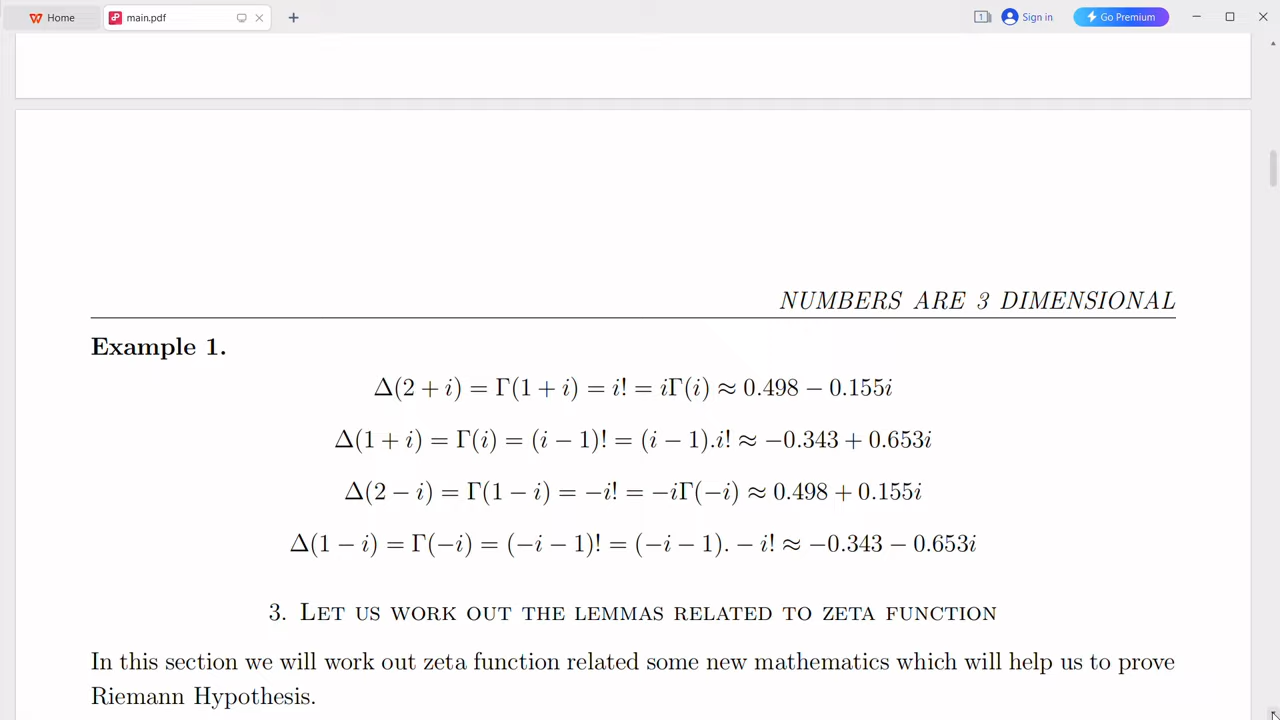 Home
main.pdf
1
Sign in
Go Premium
NUMBERS ARE 3 DIMENSIONAL
Example 1.
Δ(2 + i) = Γ(1 + i) = i! = iΓ(i) ≈ 0.498 − 0.155i
Δ(1 + i) = Γ(i) = (i − 1)! = (i − 1).i! ≈ −0.343 + 0.653i
Δ(2 − i) = Γ(1 − i) = −i! = −iΓ(−i) ≈ 0.498 + 0.155i
Δ(1 − i) = Γ(−i) = (−i − 1)! = (−i − 1). − i! ≈ −0.343 − 0.653i
3. Let us work out the lemmas related to zeta function
In this section we will work out zeta function related some new mathematics which will help us to prove
Riemann Hypothesis.